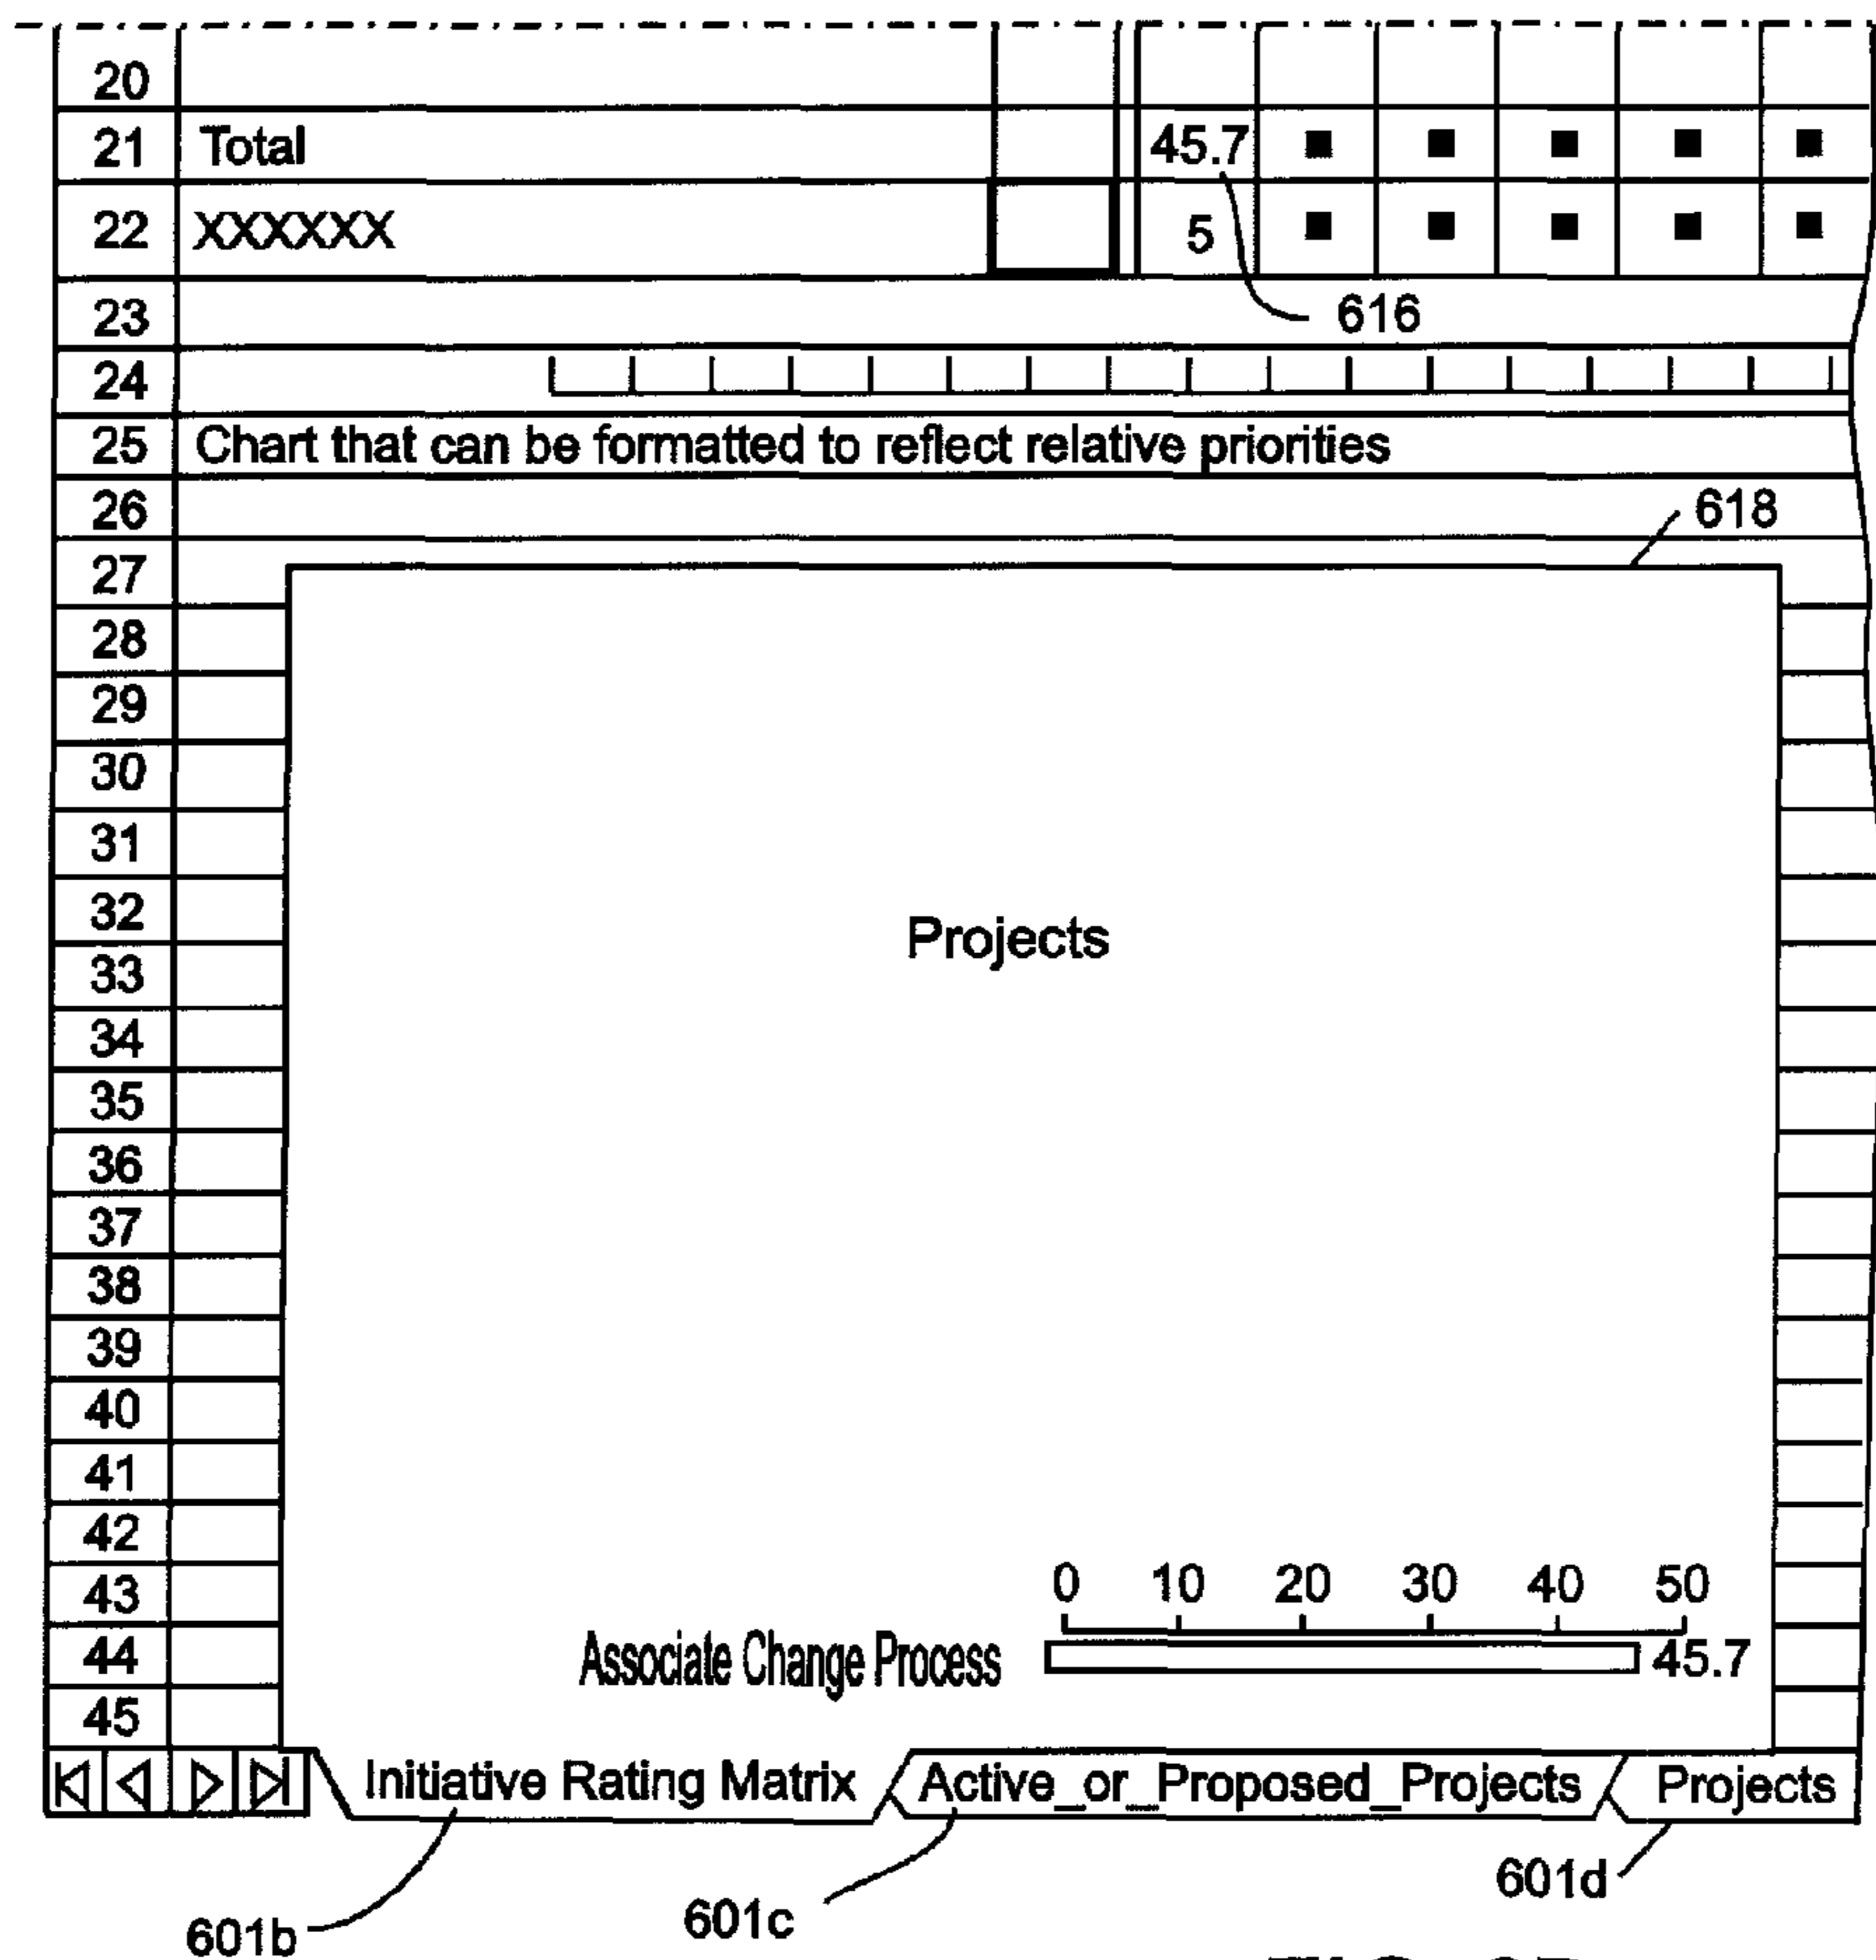 20
21 Total 45.7 ■ ■ ■ ■ ■
22 XXXXXX 5 ■ ■ ■ ■ ■
23 616
24
25 Chart that can be formatted to reflect relative priorities
26 618
27
28
29
30
31
32
Projects
33
34
35
36
37
38
39
40
41
42
43 0 10 20 30 40 50
44 Associate Change Process 45.7
45
Initiative Rating Matrix Active_or_Proposed_Projects Projects
601b 601c 601d